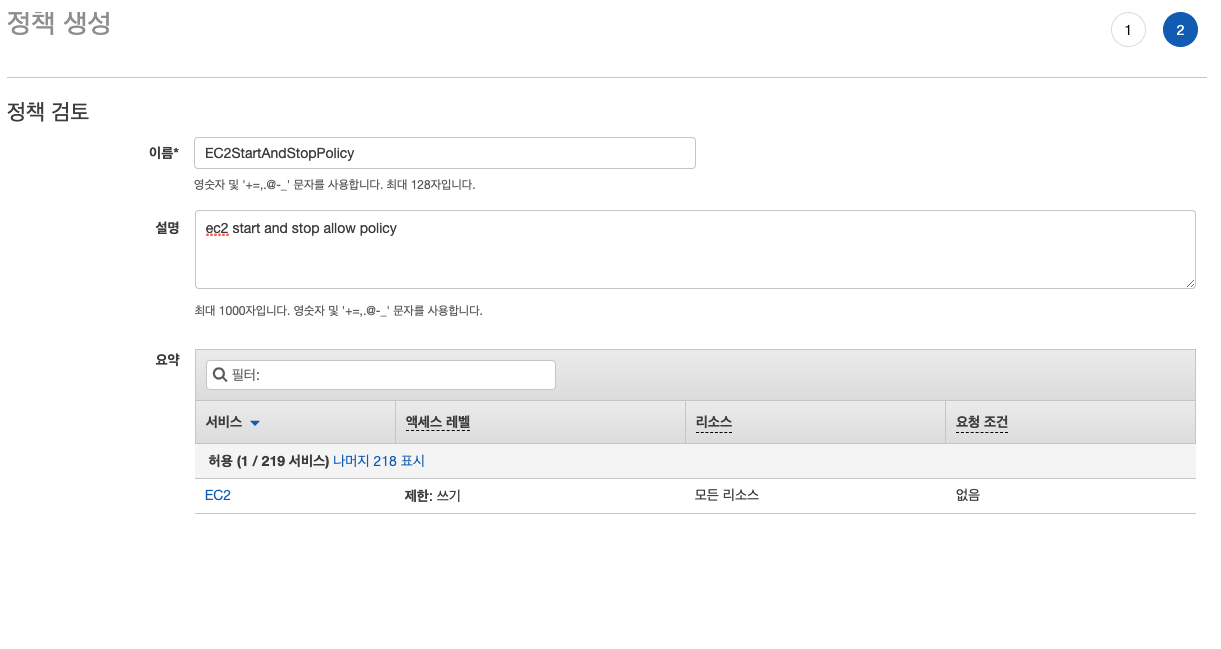 정책 생성
1
2
정책 검토
이름*
EC2StartAndStopPolicy
영숫자 및 '+=,.@-_' 문자를 사용합니다. 최대 128자입니다.
설명
ec2 start and stop allow policy
최대 1000자입니다. 영숫자 및 '+=,.@-_' 문자를 사용합니다.
요약
필터:
서비스 액세스 레벨 리소스 요청 조건
허용 (1 / 219 서비스) 나머지 218 표시
EC2 제한: 쓰기 모든 리소스 없음